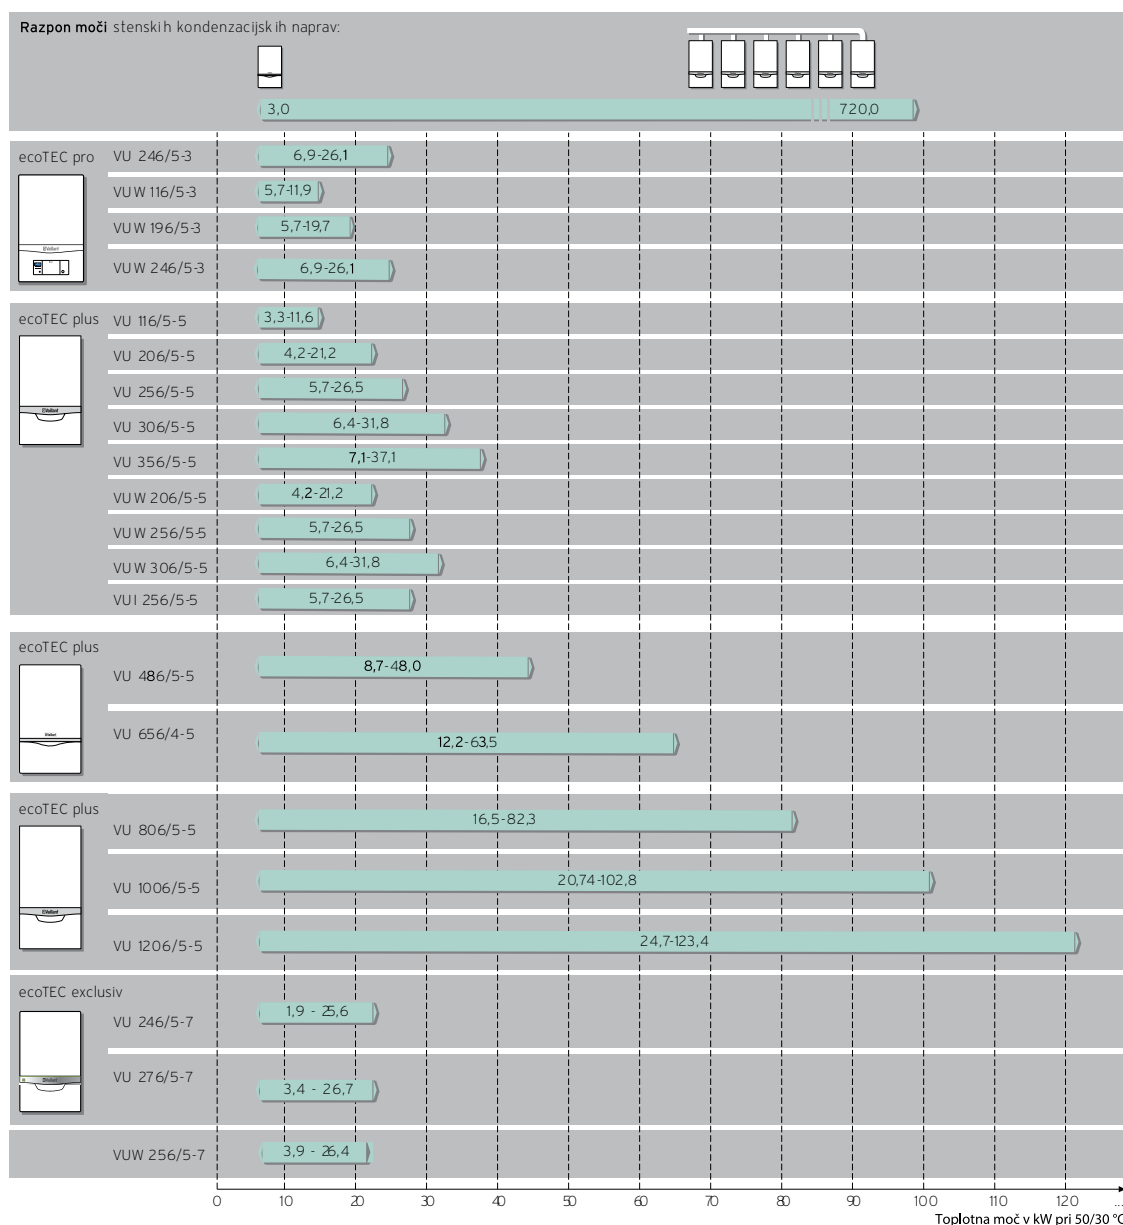 Razpon moči stenskih kondenzacijskih naprav:
3,0 720,0
ecoTEC pro
VU 246/5-3 6,9-26,1
VUW 116/5-3 5,7-11,9
VUW 196/5-3 5,7-19,7
VUW 246/5-3 6,9-26,1
Vaillant
ecoTEC plus
VU 116/5-5 3,3-11,6
VU 206/5-5 4,2-21,2
VU 256/5-5 5,7-26,5
VU 306/5-5 6,4-31,8
Vaillant
VU 356/5-5 7,1-37,1
VUW 206/5-5 4,2-21,2
VUW 256/5-5 5,7-26,5
VUW 306/5-5 6,4-31,8
VUI 256/5-5 5,7-26,5
ecoTEC plus
VU 486/5-5 8,7-48,0
VU 656/4-5 12,2-63,5
Vaillant
ecoTEC plus
VU 806/5-5 16,5-82,3
VU 1006/5-5 20,74-102,8
Vaillant
VU 1206/5-5 24,7-123,4
ecoTEC exclusiv
VU 246/5-7 1,9 - 25,6
VU 276/5-7 3,4 - 26,7
Vaillant
VUW 256/5-7 3,9 - 26,4
0 10 20 30 40 50 60 70 80 90 100 110 120 ...
Toplotna moč v kW pri 50/30 °C